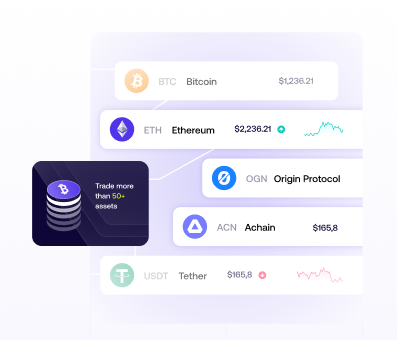 BTC Bitcoin $1,236.21
ETH Ethereum $2,236.21
OGN Origin Protocol
Trade more
than 50+
assets
ACN Achain $165,8
USDT Tether $165,8